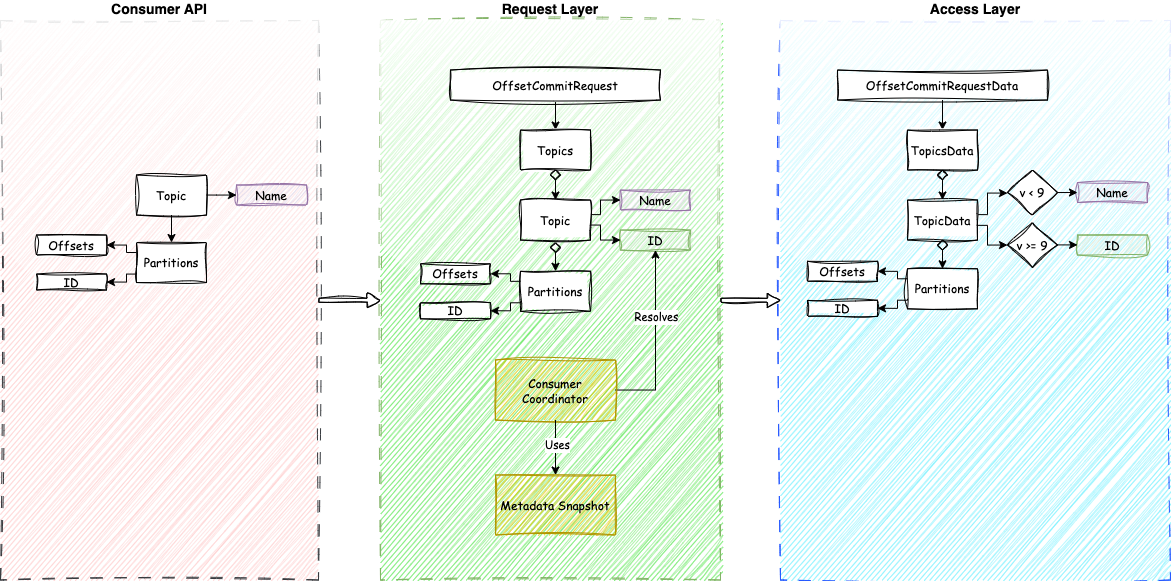 Consumer API
Topic
Name
Offsets
Partitions
ID
Request Layer
OffsetCommitRequest
Topics
Topic
Name
ID
Offsets
Partitions
ID
Resolves
Consumer
Coordinator
Uses
Metadata Snapshot
Access Layer
OffsetCommitRequestData
TopicsData
TopicData
v < 9
Name
v >= 9
ID
Offsets
Partitions
ID